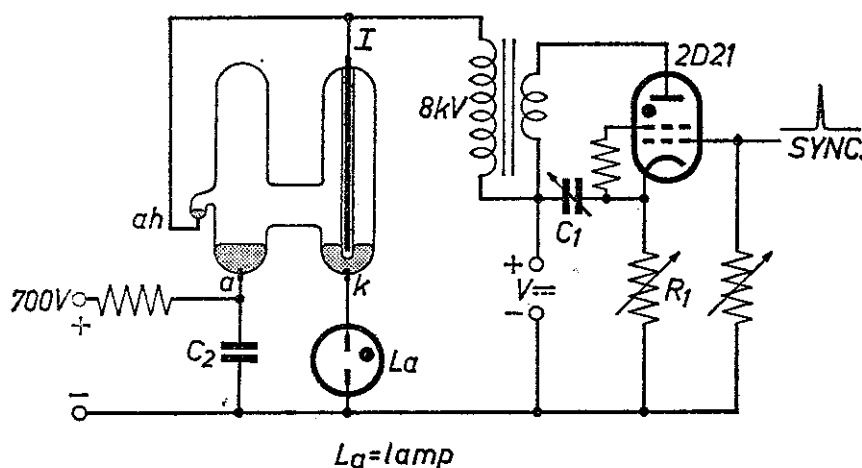 I
2D21
8kV
SYNC.
ah
C1
a
k
+
V
-
R1
700V
+
C2
La
-
La=lamp